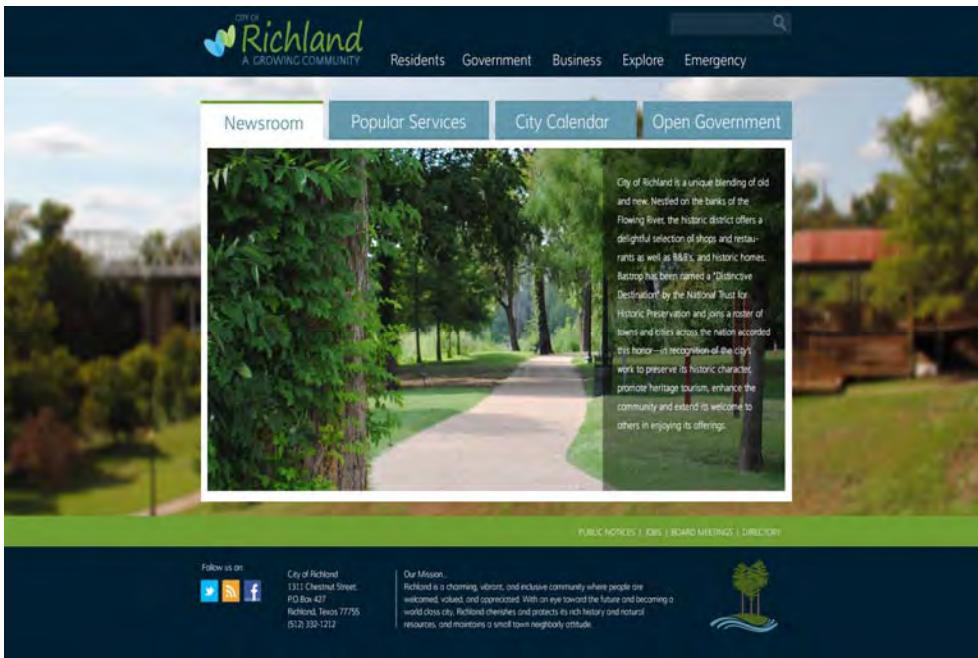 CITY OF
Richland
A GROWING COMMUNITY
Residents Government Business Explore Emergency
Newsroom Popular Services City Calendar Open Government
City of Richland is a unique blending of old
and new. Nestled on the banks of the
Flowing River, the historic district offers a
delightful selection of shops and restau-
rants as well as B&B's, and historic homes.
Bastrop has been named a "Distinctive
Destination" by the National Trust for
Historic Preservation and joins a roster of
towns and cities across the nation accorded
this honor—in recognition of the city's
work to preserve its historic character,
promote heritage tourism, enhance the
community and extend its welcome to
others in enjoying its offerings.
PUBLIC NOTICES | JOBS | BOARD MEETINGS | DIRECTORY
Follow us on:
City of Richland
1311 Chestnut Street,
P.O. Box 427
Richland, Texas 77755
(512) 332-1212
Our Mission...
Richland is a charming, vibrant, and inclusive community where people are
welcomed, valued, and appreciated. With an eye toward the future and becoming a
world class city, Richland cherishes and protects its rich history and natural
resources, and maintains a small town neighborly attitude.